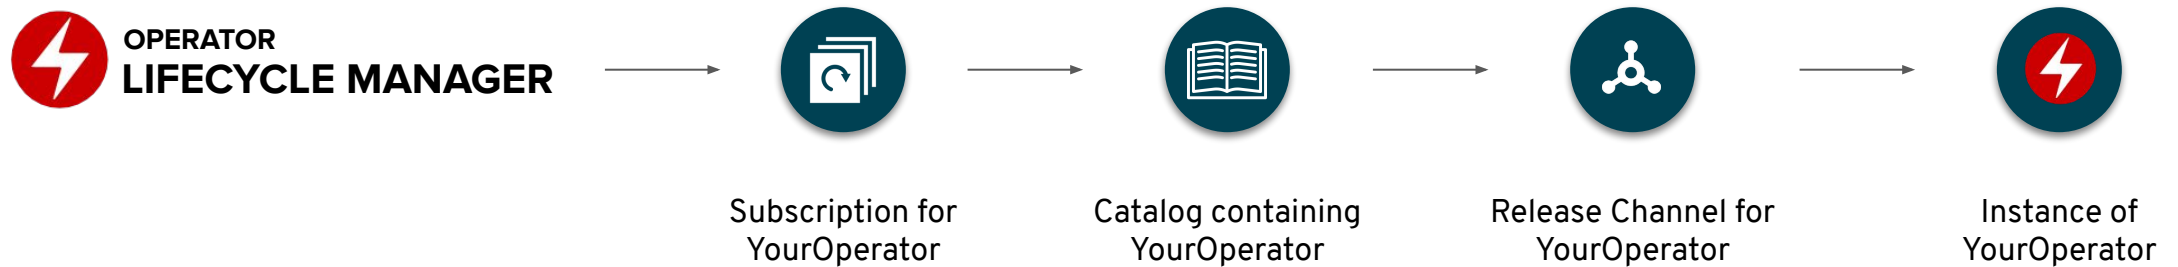 OPERATOR
LIFECYCLE MANAGER
Subscription for
YourOperator
Catalog containing
YourOperator
Release Channel for
YourOperator
Instance of
YourOperator